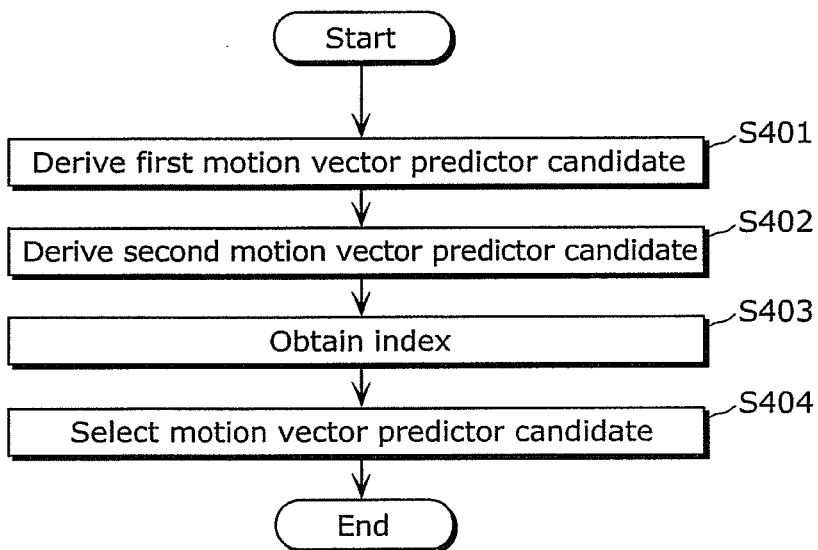 Start
S401
Derive first motion vector predictor candidate
S402
Derive second motion vector predictor candidate
S403
Obtain index
S404
Select motion vector predictor candidate
End